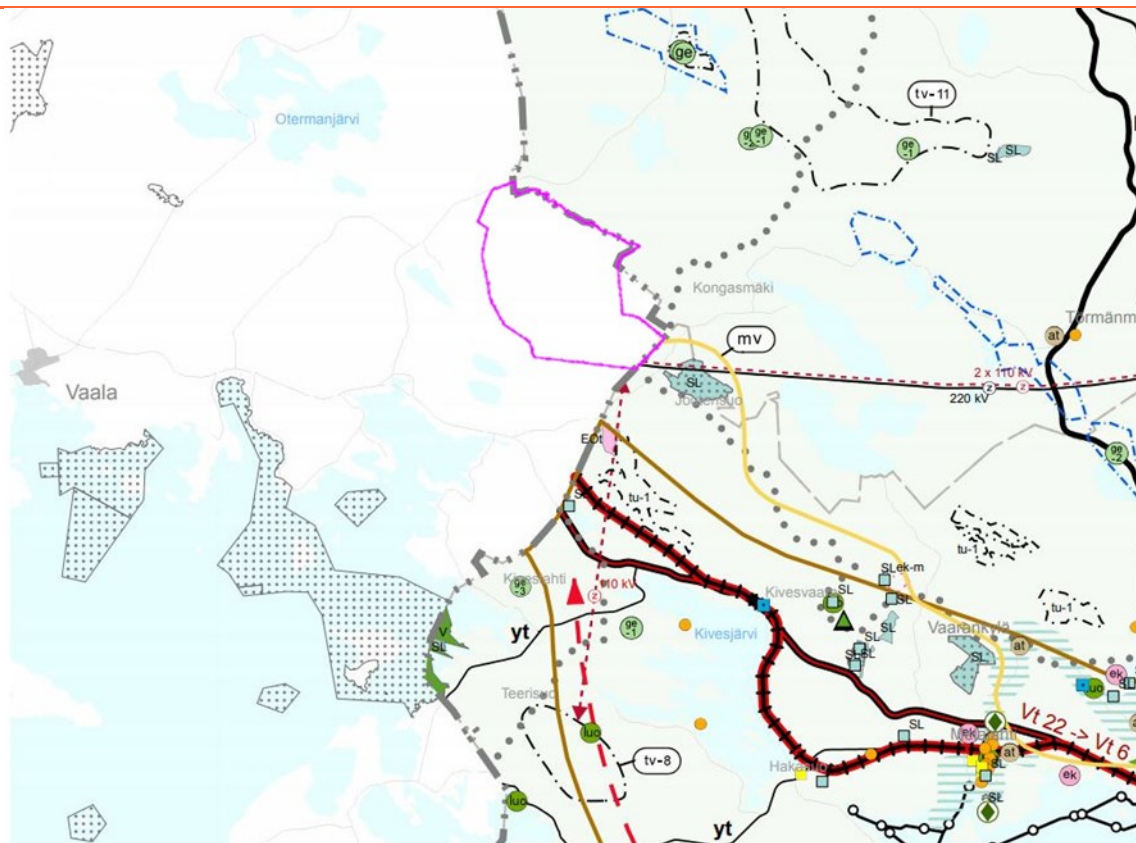 ge
tv-11
Otermanjärvi
ge
-1
ge
-1
SL
SL
Kongasmäki
mv
at
2 x 110 kV
z
z
220 kV
SL
Vaala
EOt
ge
-2
tu-1
tu-1
SL
ek-m
ge
-3
z
110 kV
Kivesvaara
SL
SL
tu-1
yt
ge
-1
Kivesjärvi
SL
SL
Vaarankylä
at
V
SL
ek
luo
Teerisuo
Vt 22 -> Vt 6
luo
SL
tv-8
at
ek
luo
SL
SL
yt